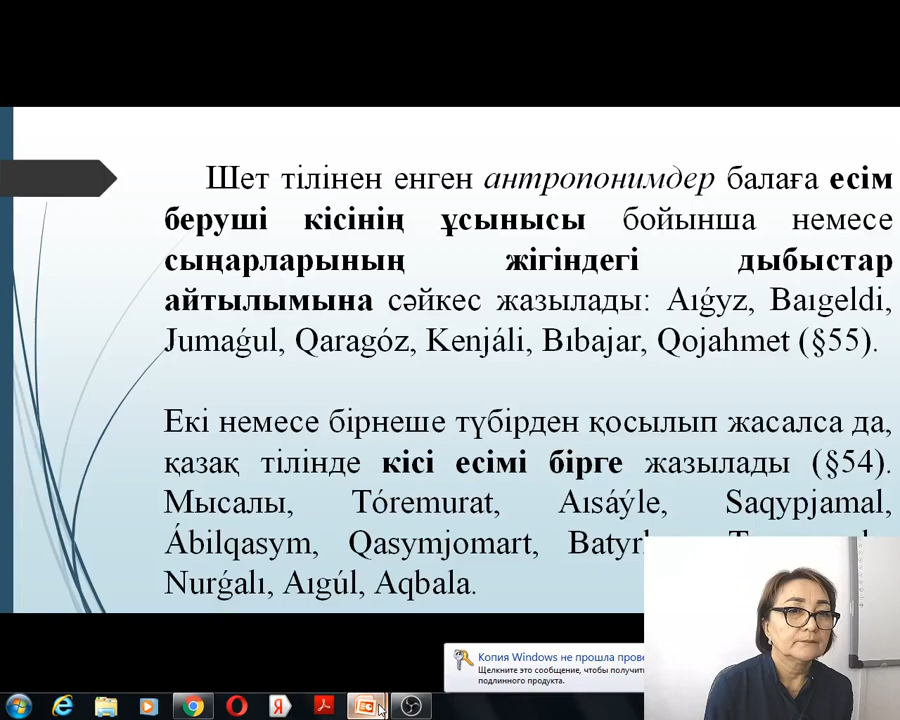 Шет тілінен енген антропонимдер балаға есім
беруші кісінің ұсынысы бойынша немесе
сыңарларының жігіндегі дыбыстар
айтылымына сәйкес жазылады: Aıǵyz, Baıgeldi,
Jumaǵul, Qaragóz, Kenjáli, Bıbajar, Qojahmet (§55).
Екі немесе бірнеше түбірден қосылып жасалса да,
қазақ тілінде кісі есімі бірге жазылады (§54).
Мысалы, Tóremurat, Aısáýle, Saqypjamal,
Ábilqasym, Qasymjomart,
Nurǵalı, Aıgúl, Aqbala.
Копия Windows не прошла
Щелкните это сообщение, чтобы
подлинного продукта.